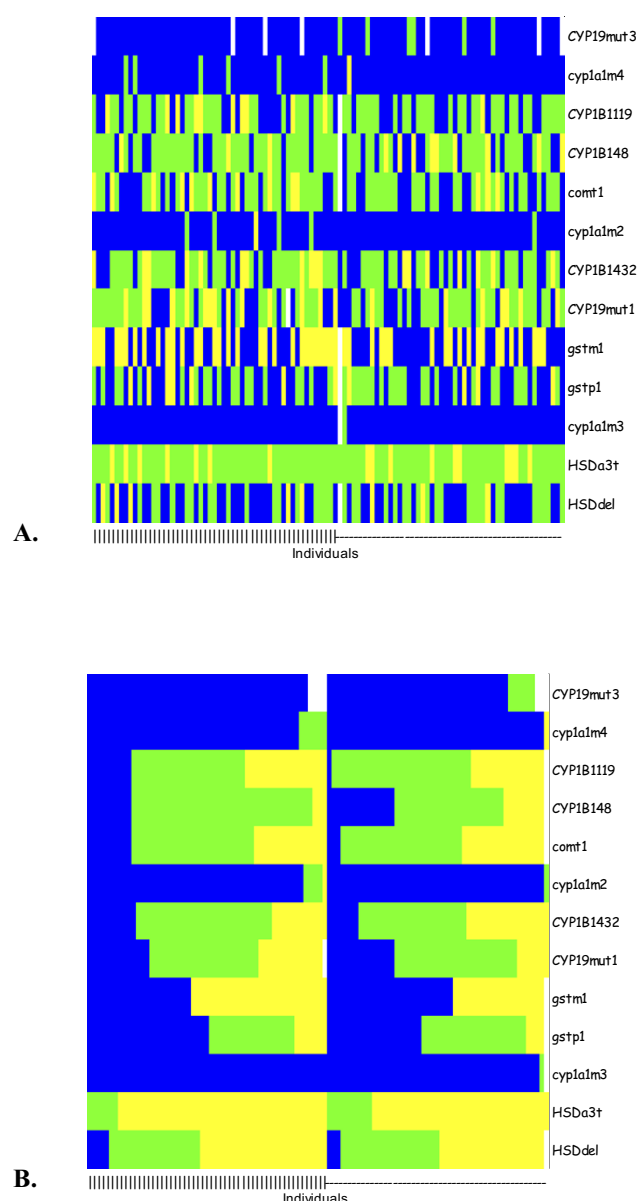 CYP19mut3
cyp1a1m4
CYP1B1119
CYP1B148
comt1
cyp1a1m2
CYP1B1432
CYP19mut1
gstm1
gstp1
cyp1a1m3
HSDa3t
HSDdel
A.
Individuals
CYP19mut3
cyp1a1m4
CYP1B1119
CYP1B148
comt1
cyp1a1m2
CYP1B1432
CYP19mut1
gstm1
gstp1
cyp1a1m3
HSDa3t
HSDdel
B.
Individuals